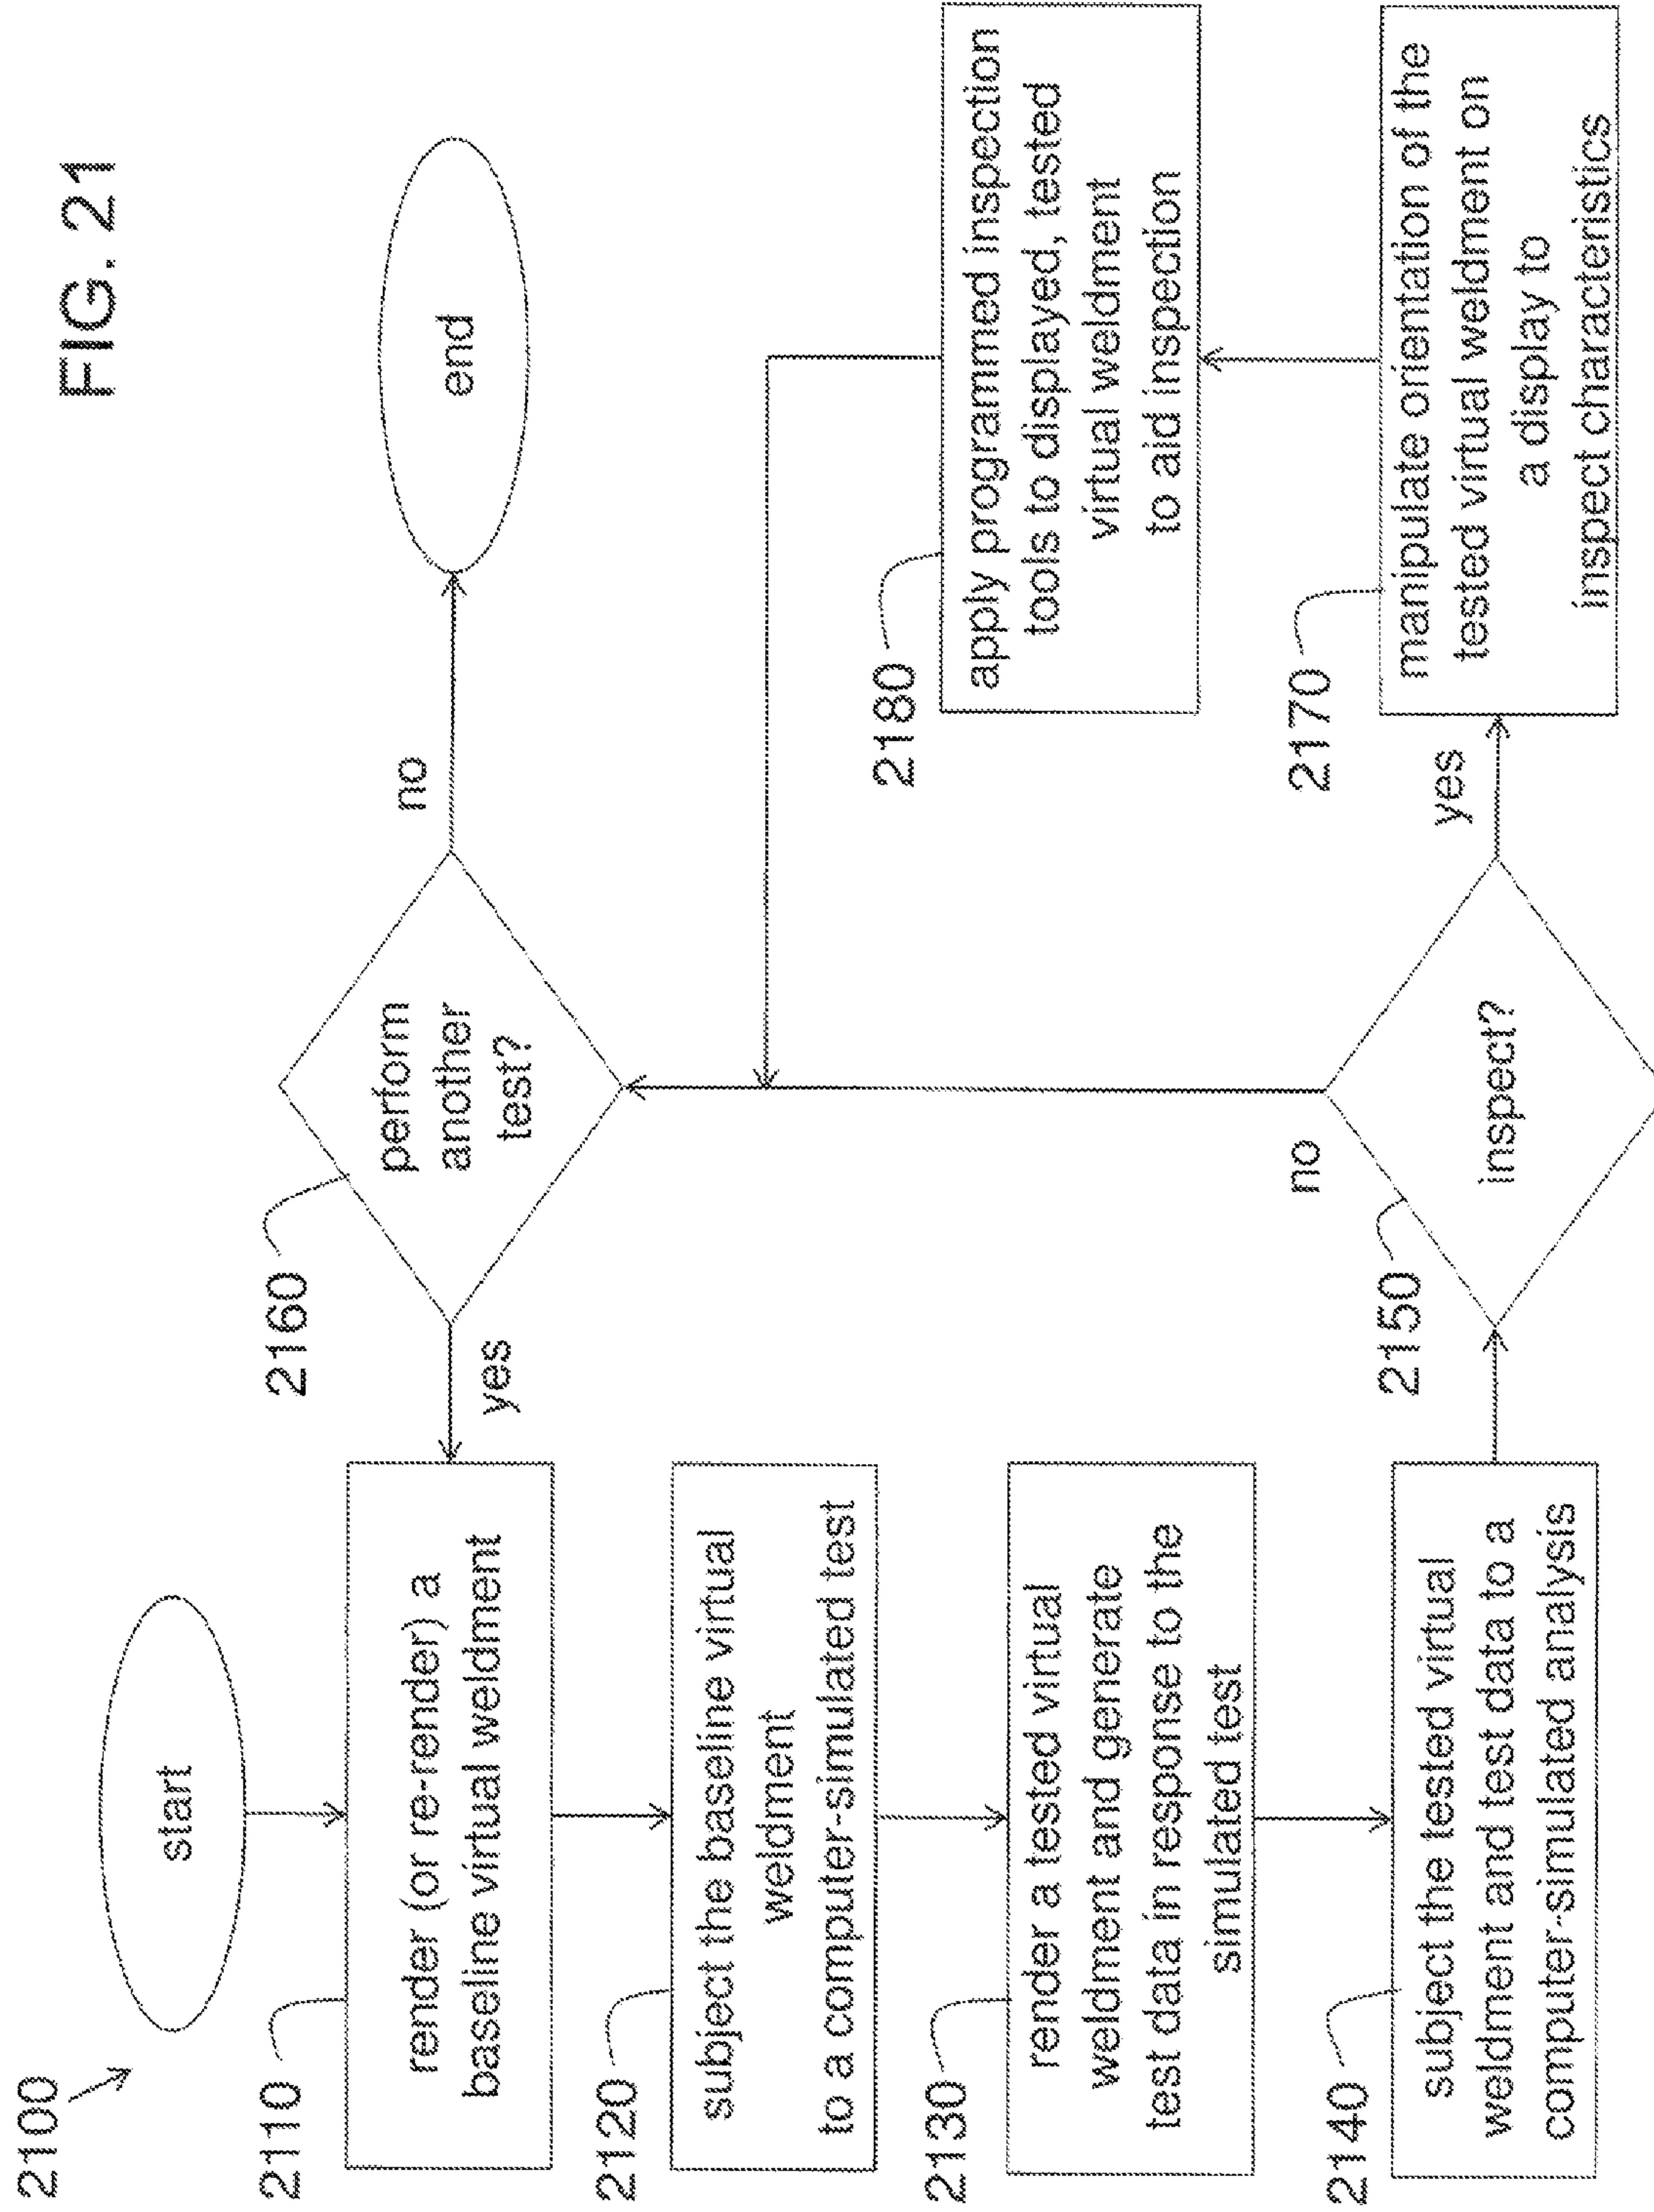 FIG. 21
2100
start
2110
render (or re-render) a
baseline virtual weldment
2120
subject the baseline virtual
weldment
to a computer-simulated test
2130
render a tested virtual
weldment and generate
test data in response to the
simulated test
2140
subject the tested virtual
weldment and test data to a
computer-simulated analysis
2150
inspect?
no
yes
2160
perform
another
test?
yes
no
end
2170
manipulate orientation of the
tested virtual weldment on
a display to
inspect characteristics
2180
apply programmed inspection
tools to displayed, tested
virtual weldment
to aid inspection